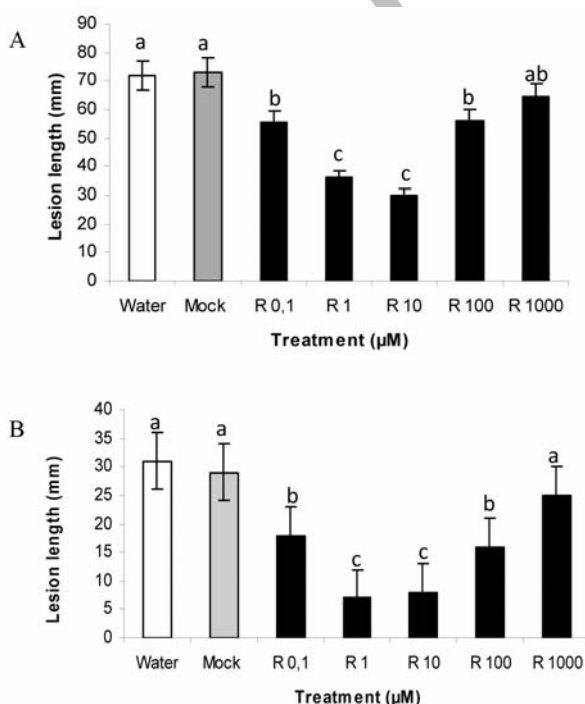 A
Lesion length (mm)
90
80
70
60
50
40
30
20
10
0
a a b c c b ab
Water Mock R 0,1 R 1 R 10 R 100 R 1000
Treatment (µM)
B
Lesion length (mm)
40
35
30
25
20
15
10
5
0
a a b c c b a
Water Mock R 0,1 R 1 R 10 R 100 R 1000
Treatment (µM)